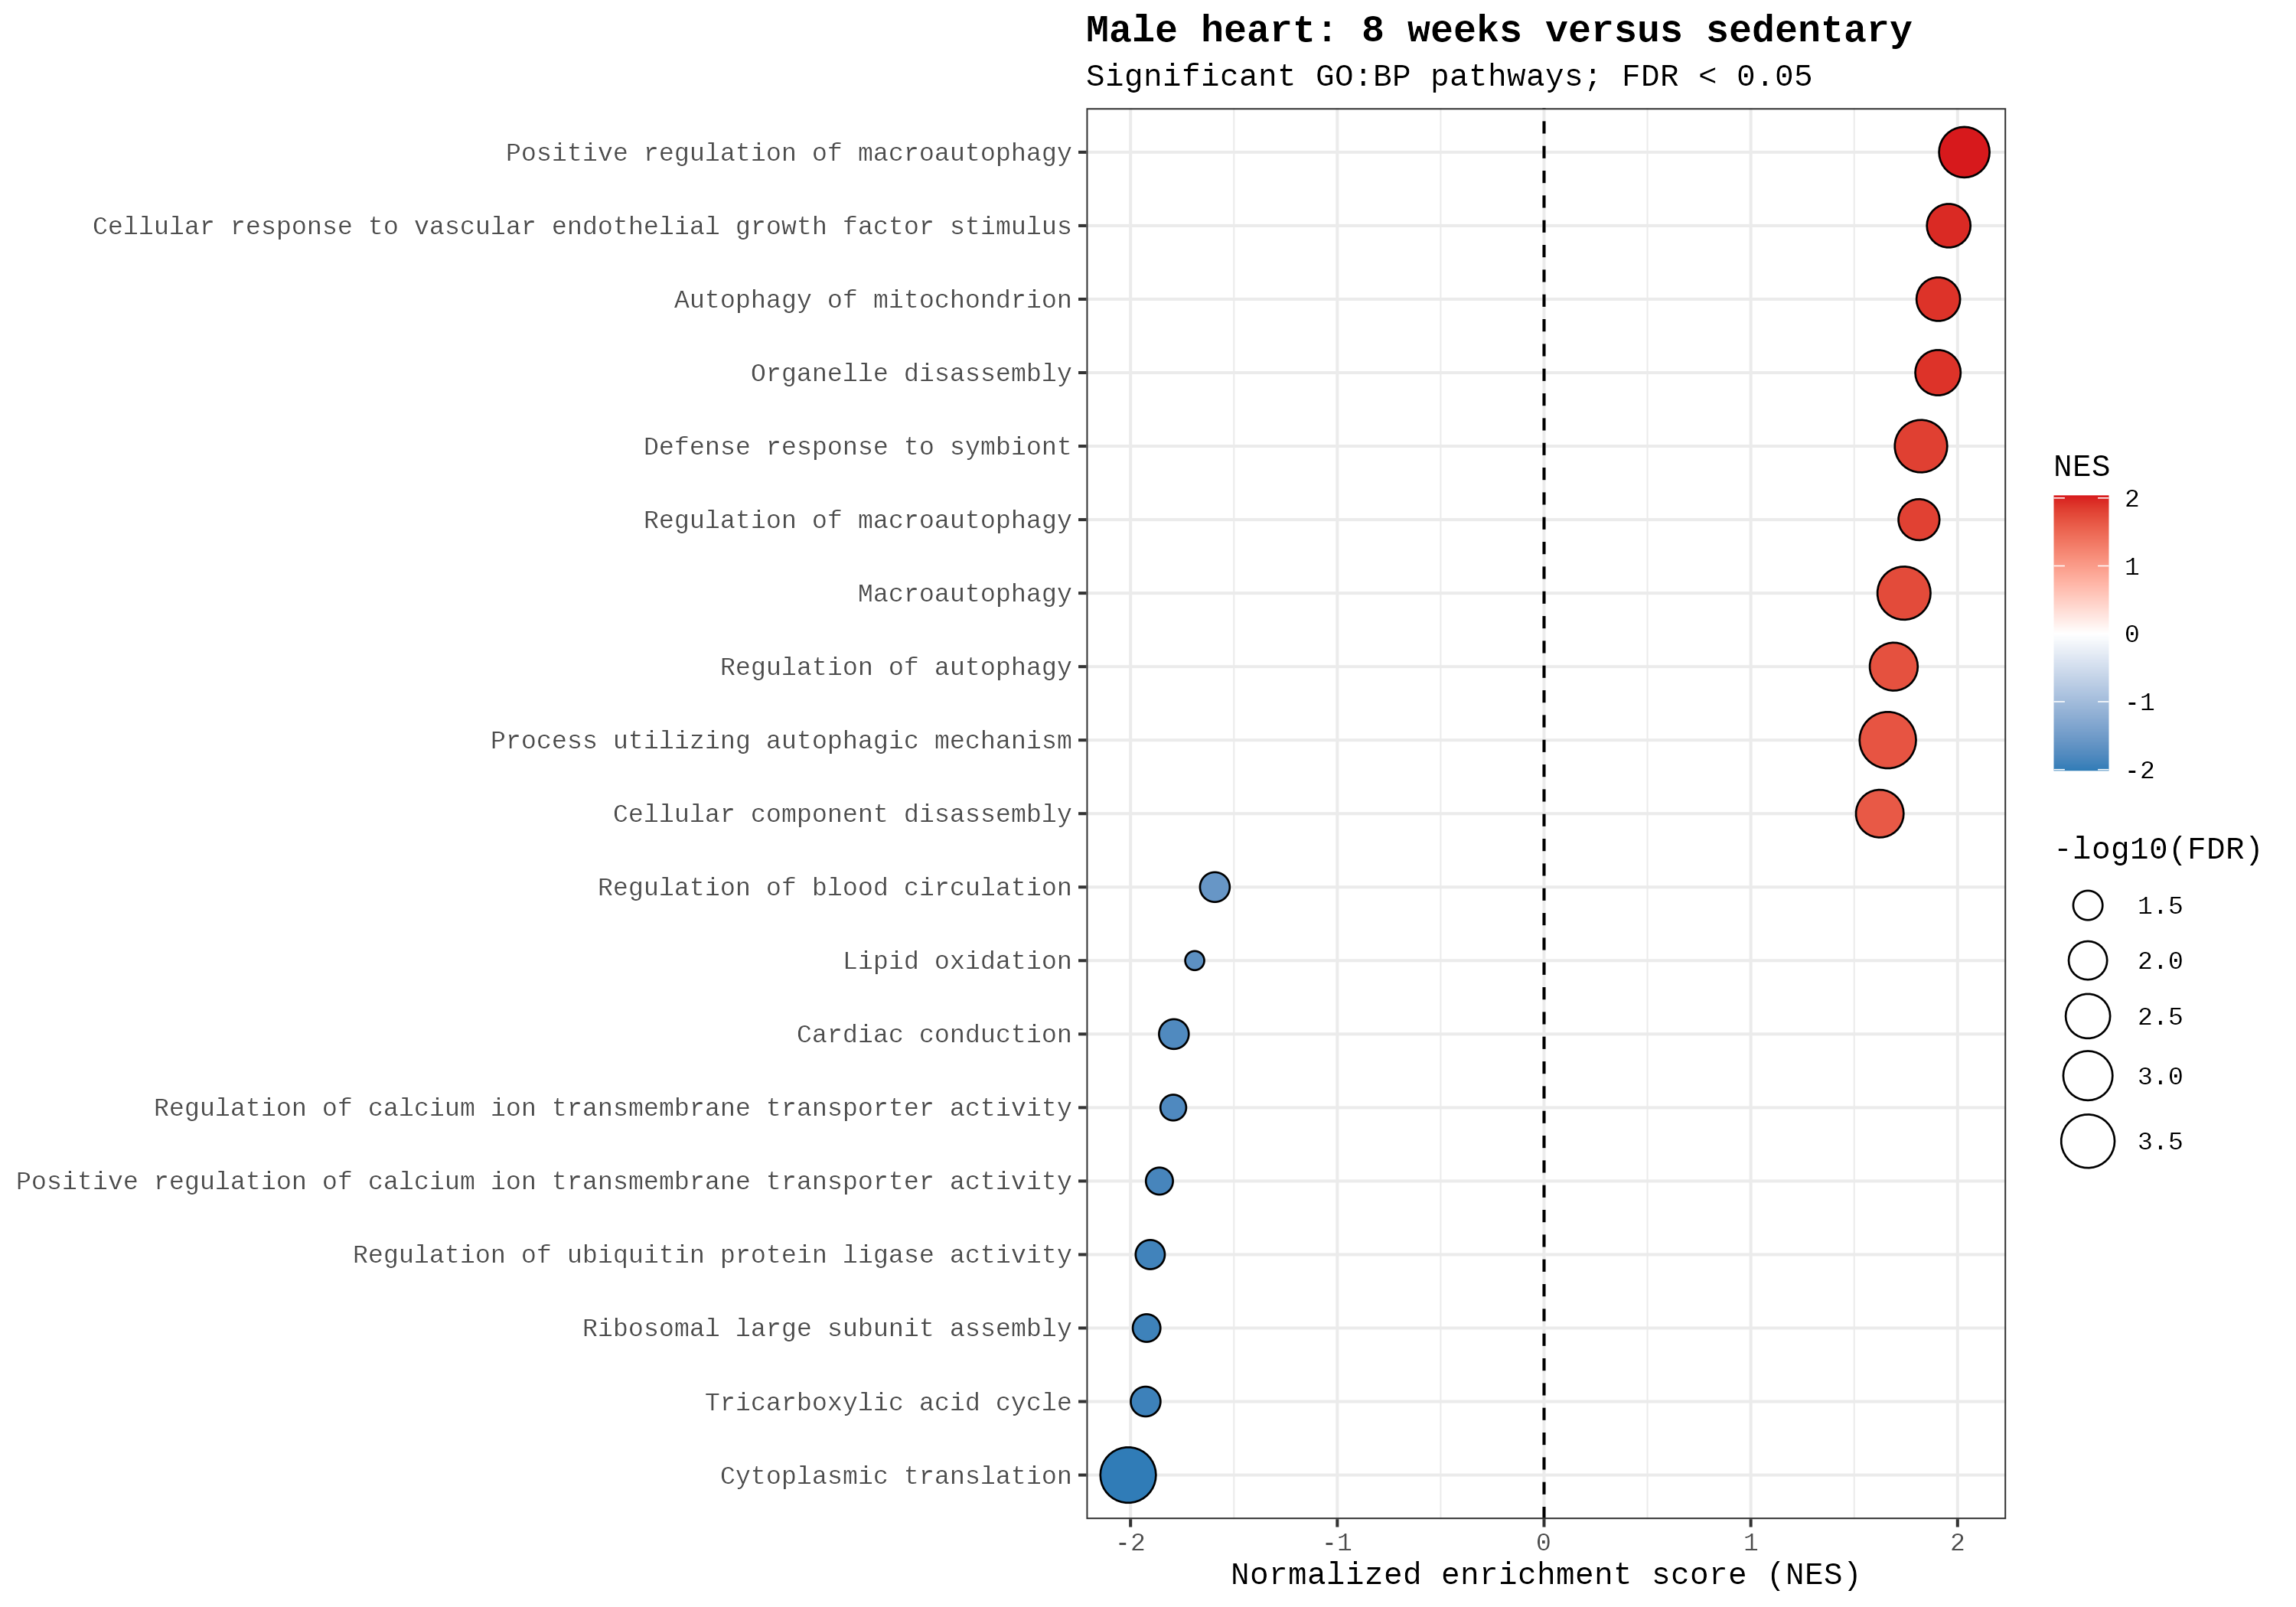 Male heart: 8 weeks versus sedentary
Significant GO:BP pathways; FDR < 0.05
Positive regulation of macroautophagy
Cellular response to vascular endothelial growth factor stimulus
Autophagy of mitochondrion
Organelle disassembly
Defense response to symbiont
Regulation of macroautophagy
Macroautophagy
Regulation of autophagy
Process utilizing autophagic mechanism
Cellular component disassembly
Regulation of blood circulation
Lipid oxidation
Cardiac conduction
Regulation of calcium ion transmembrane transporter activity
Positive regulation of calcium ion transmembrane transporter activity
Regulation of ubiquitin protein ligase activity
Ribosomal large subunit assembly
Tricarboxylic acid cycle
Cytoplasmic translation
-2 -1 0 1 2
Normalized enrichment score (NES)
NES
2
1
0
-1
-2
-log10(FDR)
1.5
2.0
2.5
3.0
3.5